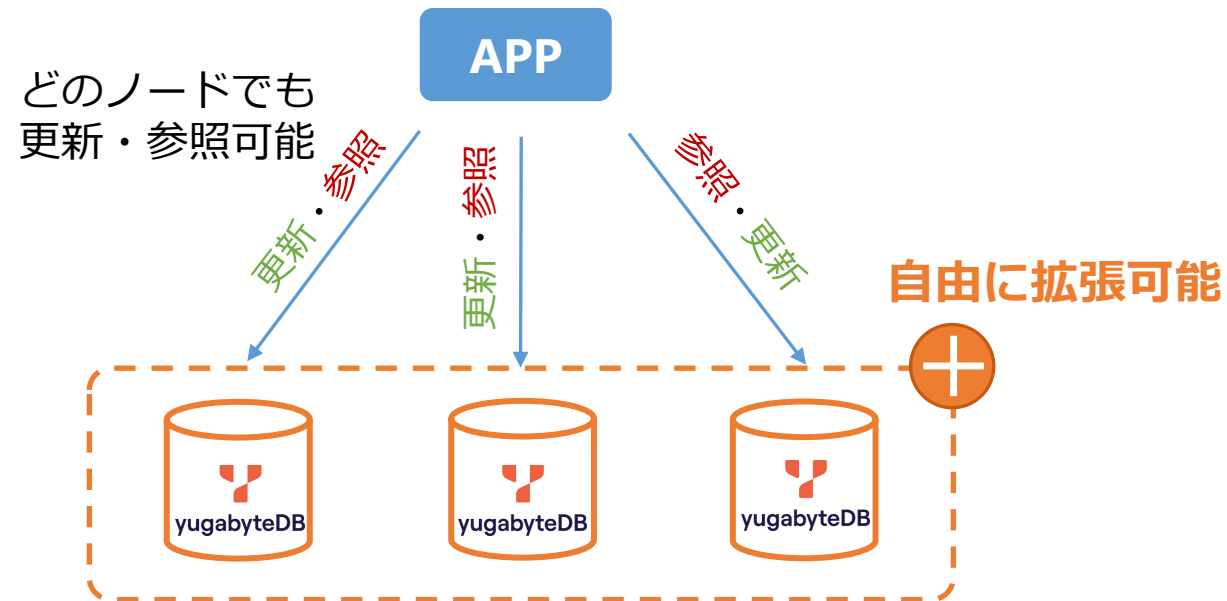 APP
どのノードでも
更新・参照可能
更新・参照
更新・参照
参照・更新
自由に拡張可能
yugabyteDB
yugabyteDB
yugabyteDB